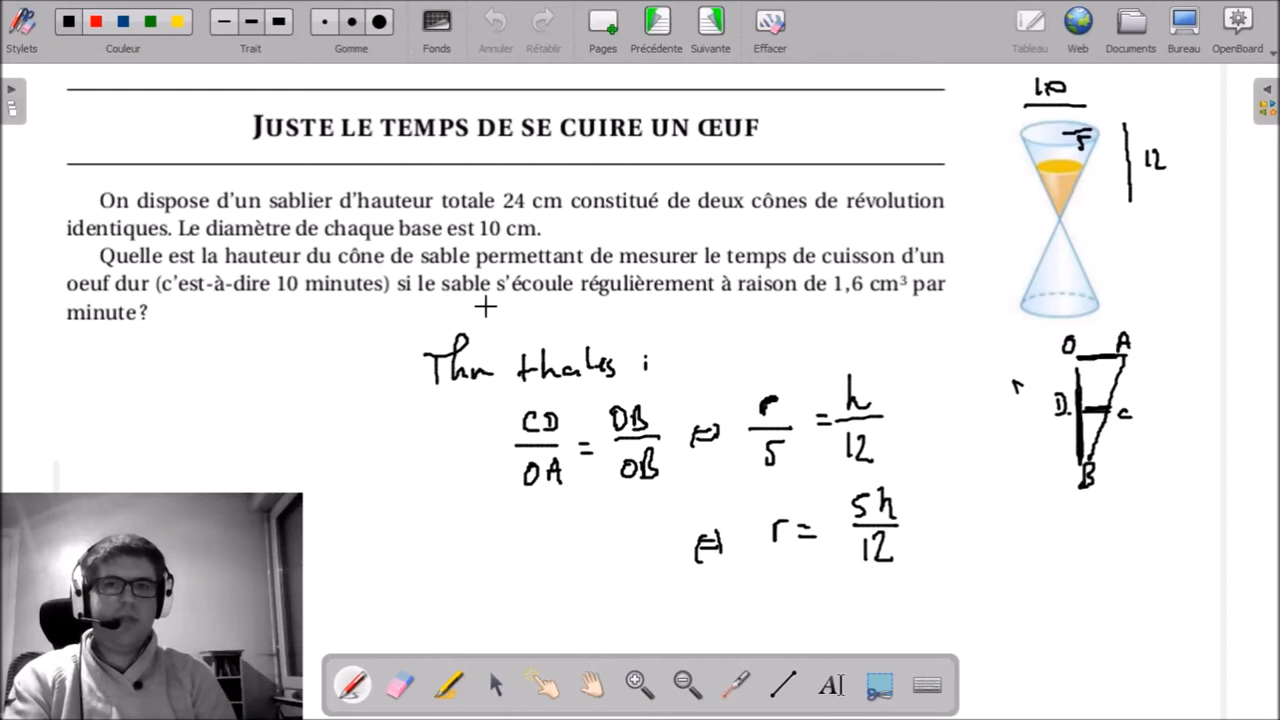 Stylets
Couleur
Trait
Gomme
Fonds
Annuler
Rétablir
Pages
Précédente
Suivante
Effacer
Tableau
Web
Documents
Bureau
OpenBoard
JUSTE LE TEMPS DE SE CUIRE UN ŒUF
On dispose d'un sablier d'hauteur totale 24 cm constitué de deux cônes de révolution
identiques. Le diamètre de chaque base est 10 cm.
Quelle est la hauteur du cône de sable permettant de mesurer le temps de cuisson d'un
oeuf dur (c'est-à-dire 10 minutes) si le sable s'écoule régulièrement à raison de 1,6 cm³ par
minute ?
10
5
12
O A
r
D. C
B
Thm thales :
CD/OA = DB/OB ⇔ r/5 = h/12
⇔ r = 5h/12
AI